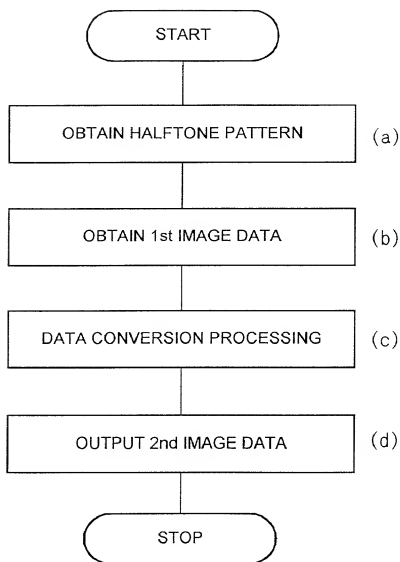 START
OBTAIN HALFTONE PATTERN (a)
OBTAIN 1st IMAGE DATA (b)
DATA CONVERSION PROCESSING (c)
OUTPUT 2nd IMAGE DATA (d)
STOP